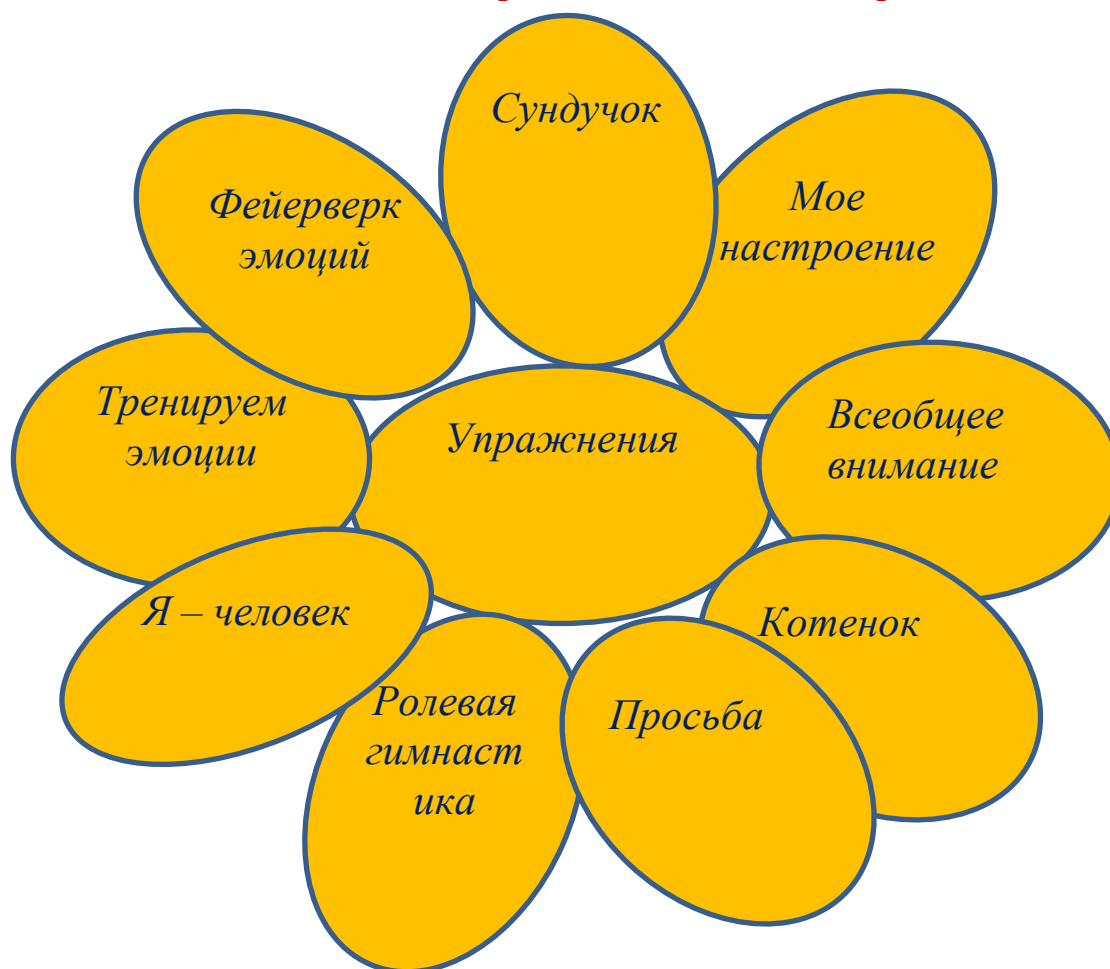 Сундучок
Мое
настроение
Всеобщее
внимание
Котенок
Просьба
Ролевая
гимнаст
ика
Я – человек
Тренируем
эмоции
Фейерверк
эмоций
Упражнения